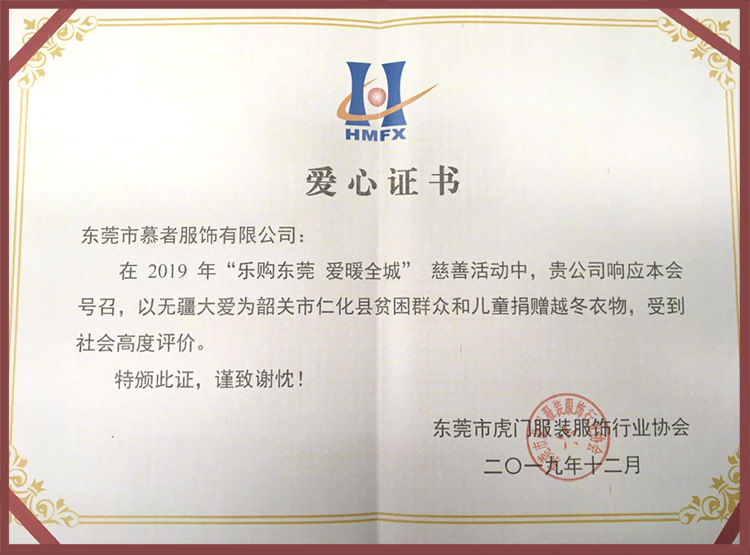 HMFX
爱心证书
东莞市慕者服饰有限公司：
在 2019 年“乐购东莞 爱暖全城” 慈善活动中，贵公司响应本会
号召，以无疆大爱为韶关市仁化县贫困群众和儿童捐赠越冬衣物，受到
社会高度评价。
特颁此证，谨致谢忱！
东莞市虎门服装服饰行业协会
二〇一九年十二月